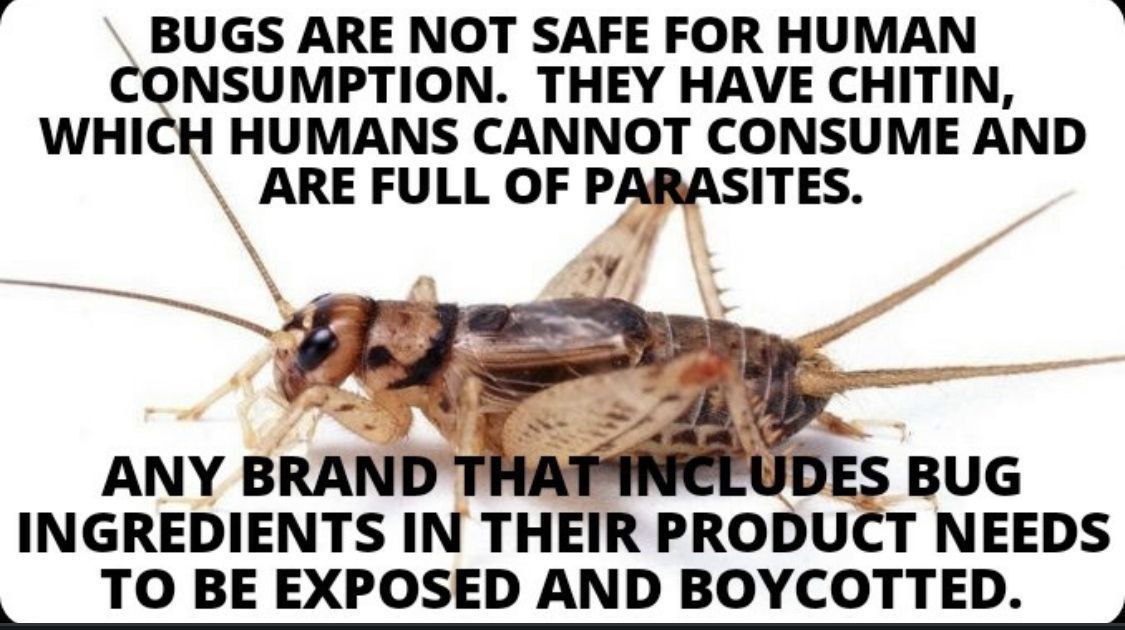 BUGS ARE NOT SAFE FOR HUMAN
CONSUMPTION.  THEY HAVE CHITIN,
WHICH HUMANS CANNOT CONSUME AND
ARE FULL OF PARASITES.
ANY BRAND THAT INCLUDES BUG
INGREDIENTS IN THEIR PRODUCT NEEDS
TO BE EXPOSED AND BOYCOTTED.